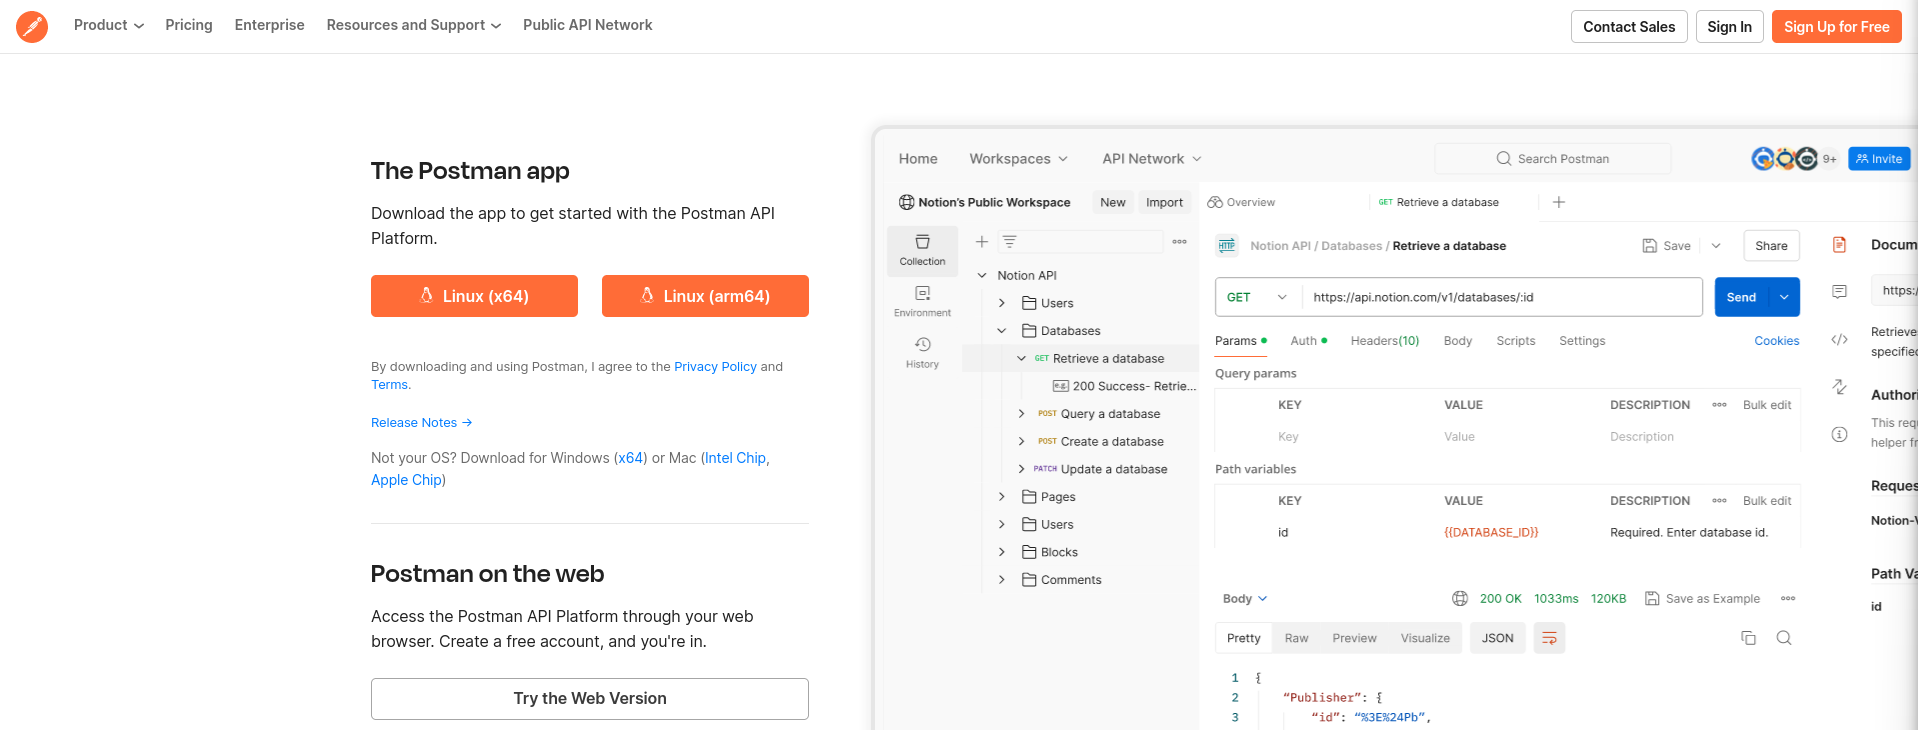 Product
Pricing
Enterprise
Resources and Support
Public API Network
Contact Sales
Sign In
Sign Up for Free
The Postman app
Download the app to get started with the Postman API
Platform.
Linux (x64)
Linux (arm64)
By downloading and using Postman, I agree to the Privacy Policy and
Terms.
Release Notes →
Not your OS? Download for Windows (x64) or Mac (Intel Chip,
Apple Chip)
Postman on the web
Access the Postman API Platform through your web
browser. Create a free account, and you're in.
Try the Web Version
Home
Workspaces
API Network
Search Postman
9+
Invite
Notion's Public Workspace
New
Import
Overview
GET Retrieve a database
Collection
Environment
History
Notion API
Users
Databases
GET Retrieve a database
e.g. 200 Success- Retrie...
POST Query a database
POST Create a database
PATCH Update a database
Pages
Users
Blocks
Comments
HTTP
Notion API / Databases / Retrieve a database
Save
Share
GET
https://api.notion.com/v1/databases/:id
Send
Params
Auth
Headers(10)
Body
Scripts
Settings
Cookies
Query params
KEY VALUE DESCRIPTION
Bulk edit
Key Value Description
Path variables
KEY VALUE DESCRIPTION
Bulk edit
id {{DATABASE_ID}} Required. Enter database id.
Body
200 OK 1033ms 120KB
Save as Example
Pretty
Raw
Preview
Visualize
JSON
1 {
2 “Publisher”: {
3 “id”: “%3E%24Pb”,
Docum
https:/
Retrieve
specified
Authori
This requ
helper fr
Reques
Notion-V
Path Va
id